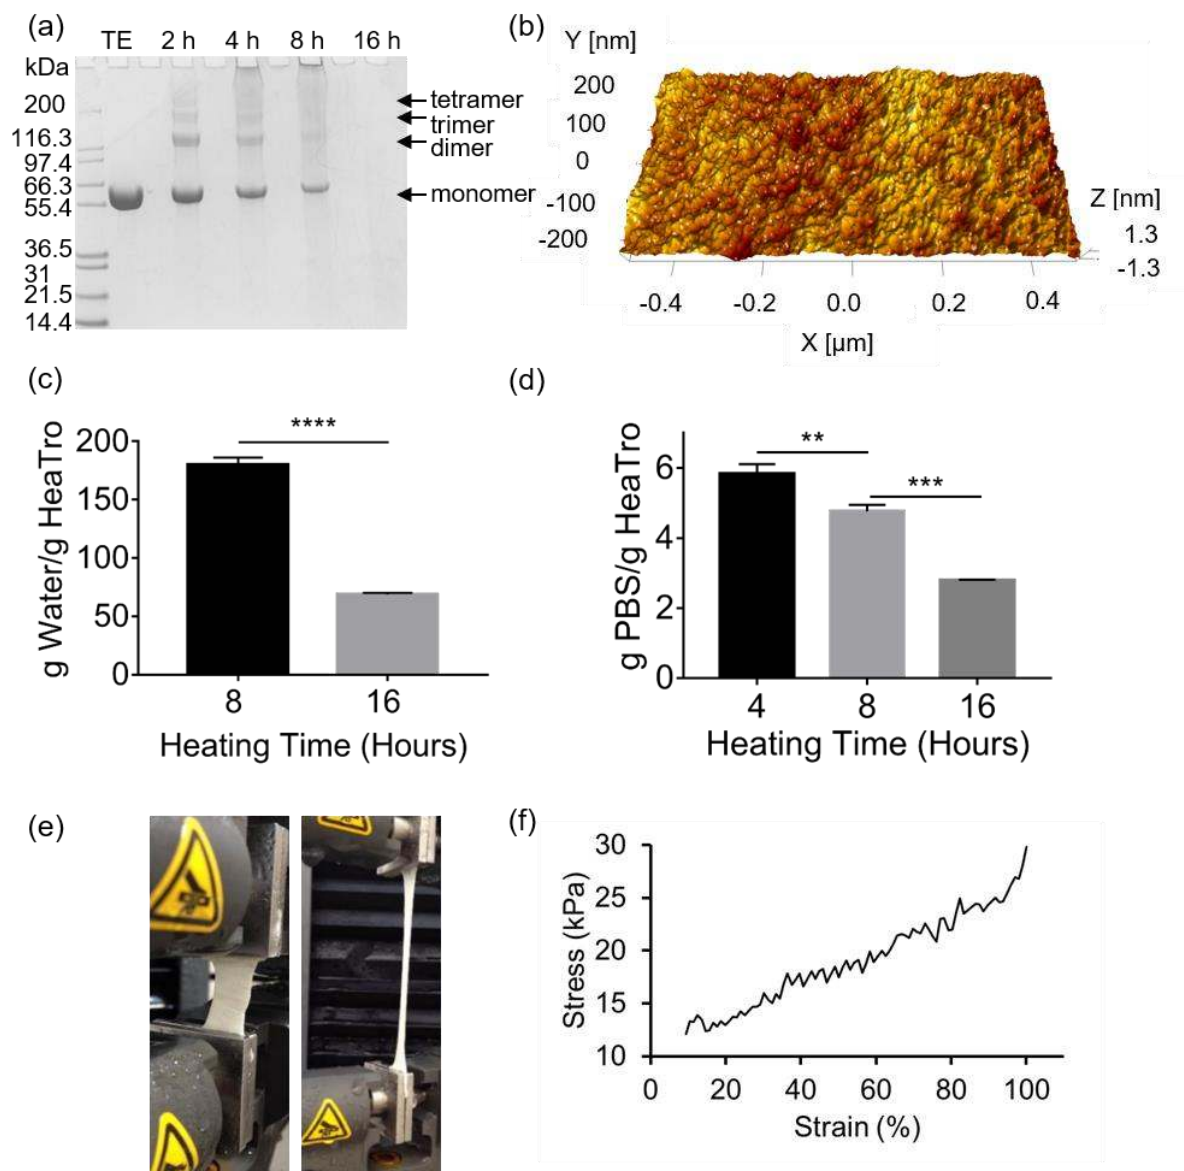 (a)
TE 2 h 4 h 8 h 16 h
kDa
200
116.3
97.4
66.3
55.4
36.5
31
21.5
14.4
tetramer
trimer
dimer
monomer
(b)
Y [nm]
200
100
0
-100
-200
Z [nm]
1.3
-1.3
-0.4 -0.2 0.0 0.2 0.4
X [µm]
(c)
g Water/g HeaTro
200
150
100
50
0
****
8 16
Heating Time (Hours)
(d)
g PBS/g HeaTro
6
4
2
0
**
***
4 8 16
Heating Time (Hours)
(e)
(f)
Stress (kPa)
30
25
20
15
10
0 20 40 60 80 100
Strain (%)